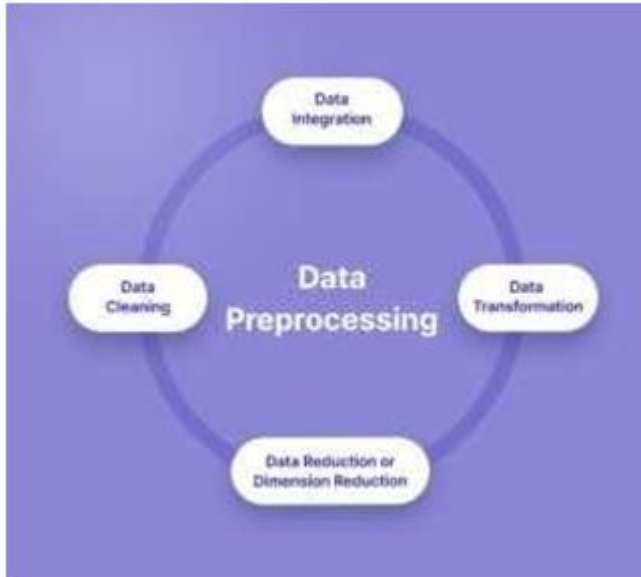 Data
Integration
Data
Cleaning
Data
Preprocessing
Data
Transformation
Data Reduction or
Dimension Reduction